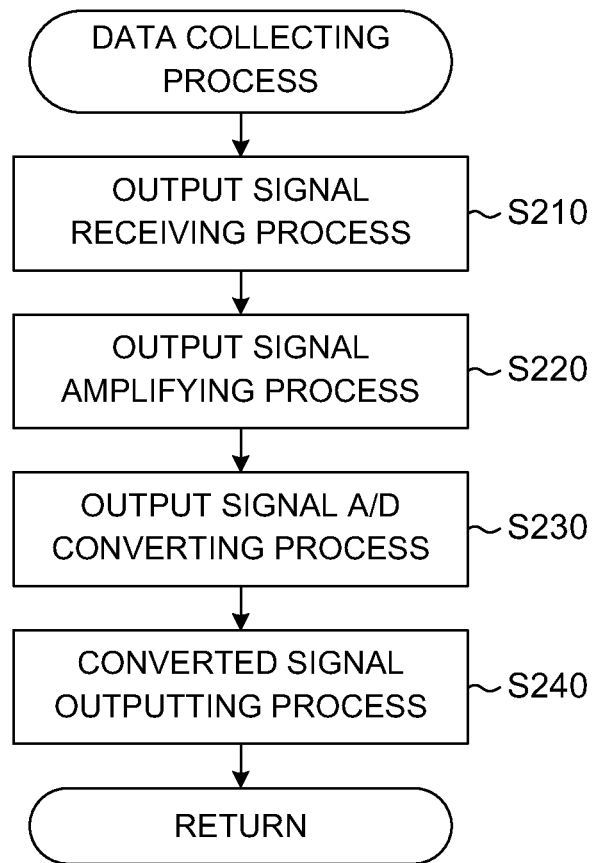 DATA COLLECTING
PROCESS
OUTPUT SIGNAL
RECEIVING PROCESS
S210
OUTPUT SIGNAL
AMPLIFYING PROCESS
S220
OUTPUT SIGNAL A/D
CONVERTING PROCESS
S230
CONVERTED SIGNAL
OUTPUTTING PROCESS
S240
RETURN